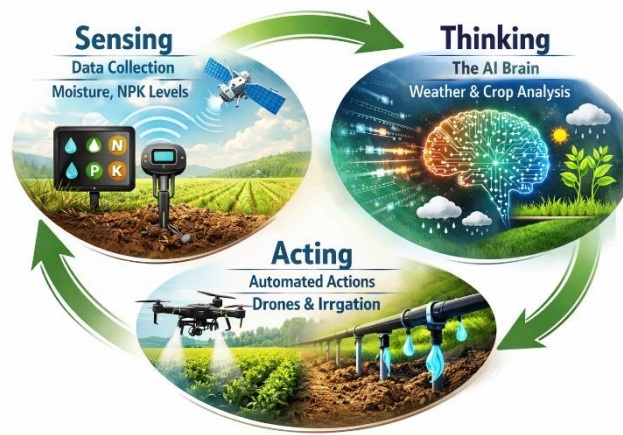 Sensing
Data Collection
Moisture, NPK Levels
N
P K
Thinking
The AI Brain
Weather & Crop Analysis
Acting
Automated Actions
Drones & Irrgation